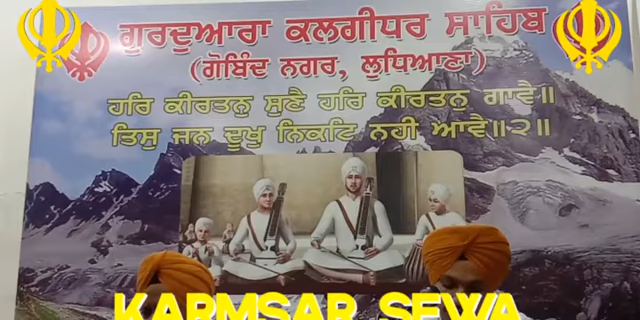 ਗੁਰਦੁਆਰਾ ਕਲਗੀਧਰ ਸਾਹਿਬ
(ਗੋਬਿੰਦ ਨਗਰ, ਲੁਧਿਆਣਾ)
ਹਰਿ ਕੀਰਤਨੁ ਸੁਣੈ ਹਰਿ ਕੀਰਤਨੁ ਗਾਵੈ॥
ਤਿਸੁ ਜਨ ਦੂਖੁ ਨਿਕਟਿ ਨਹੀ ਆਵੈ॥੨॥
KARMSAR SEWA